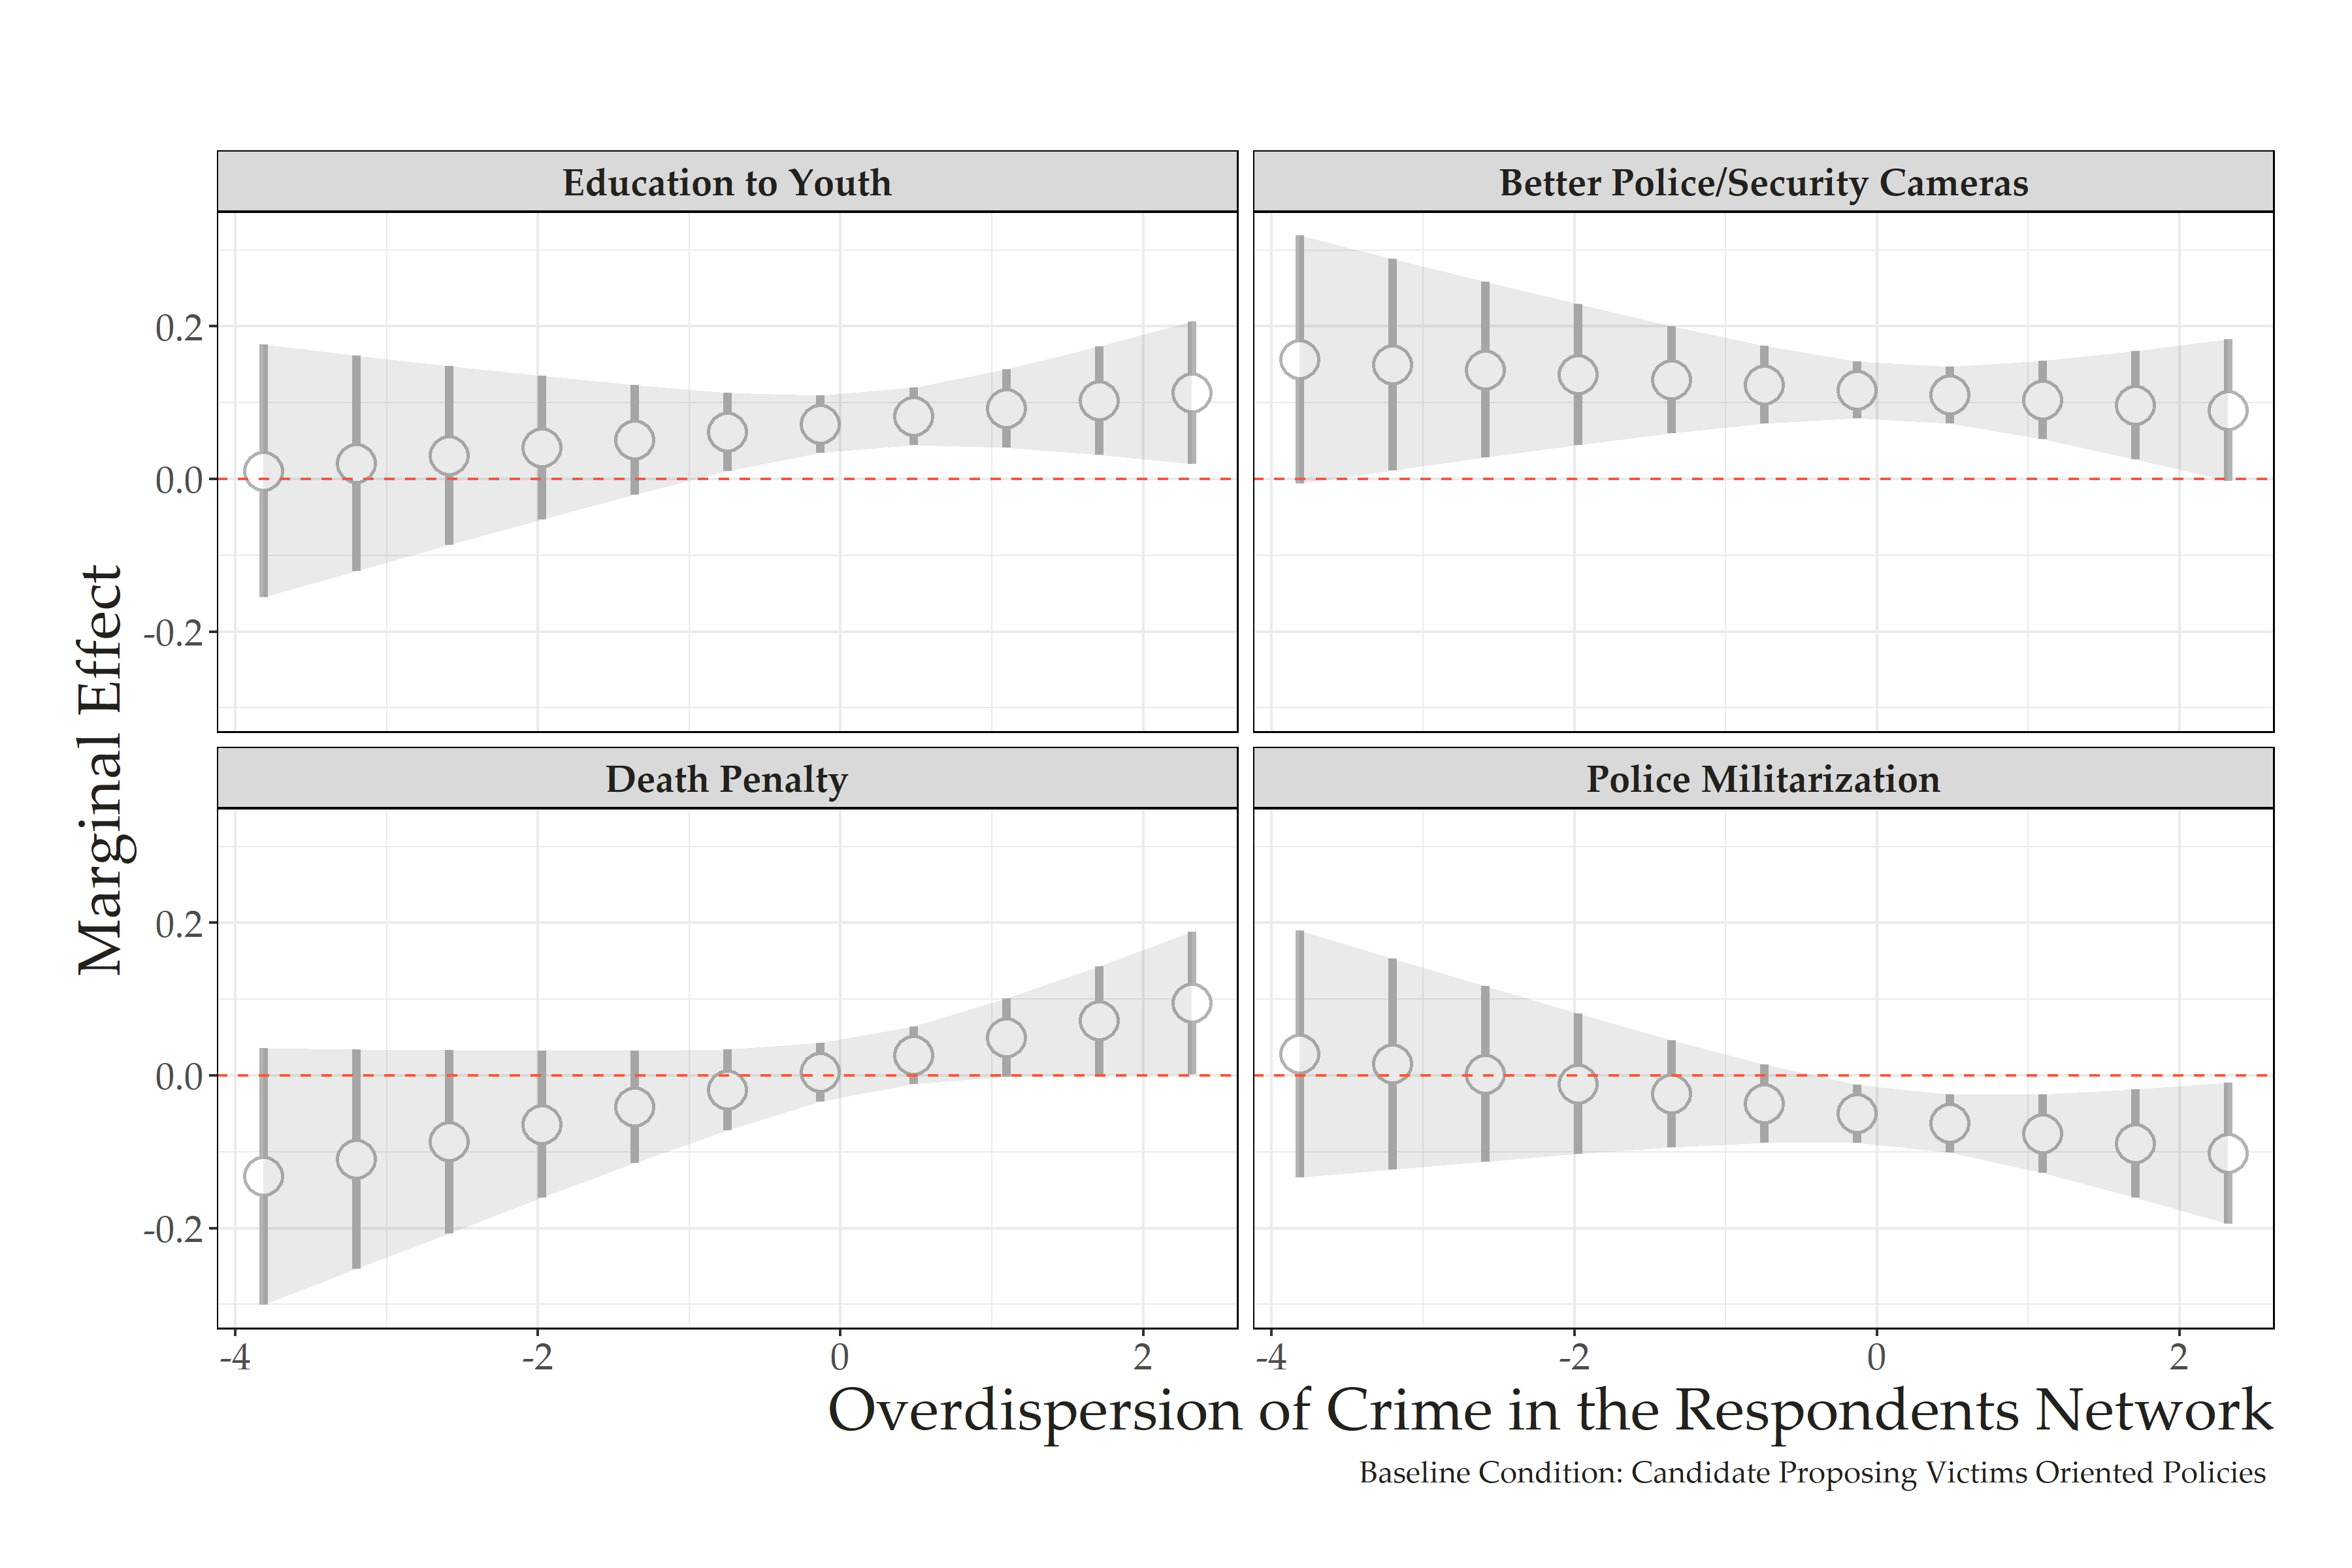 Education to Youth
Better Police/Security Cameras
0.2
0.0
-0.2
Death Penalty
Police Militarization
0.2
0.0
-0.2
Marginal Effect
-4 -2 0 2 -4 -2 0 2
Overdispersion of Crime in the Respondents Network
Baseline Condition: Candidate Proposing Victims Oriented Policies